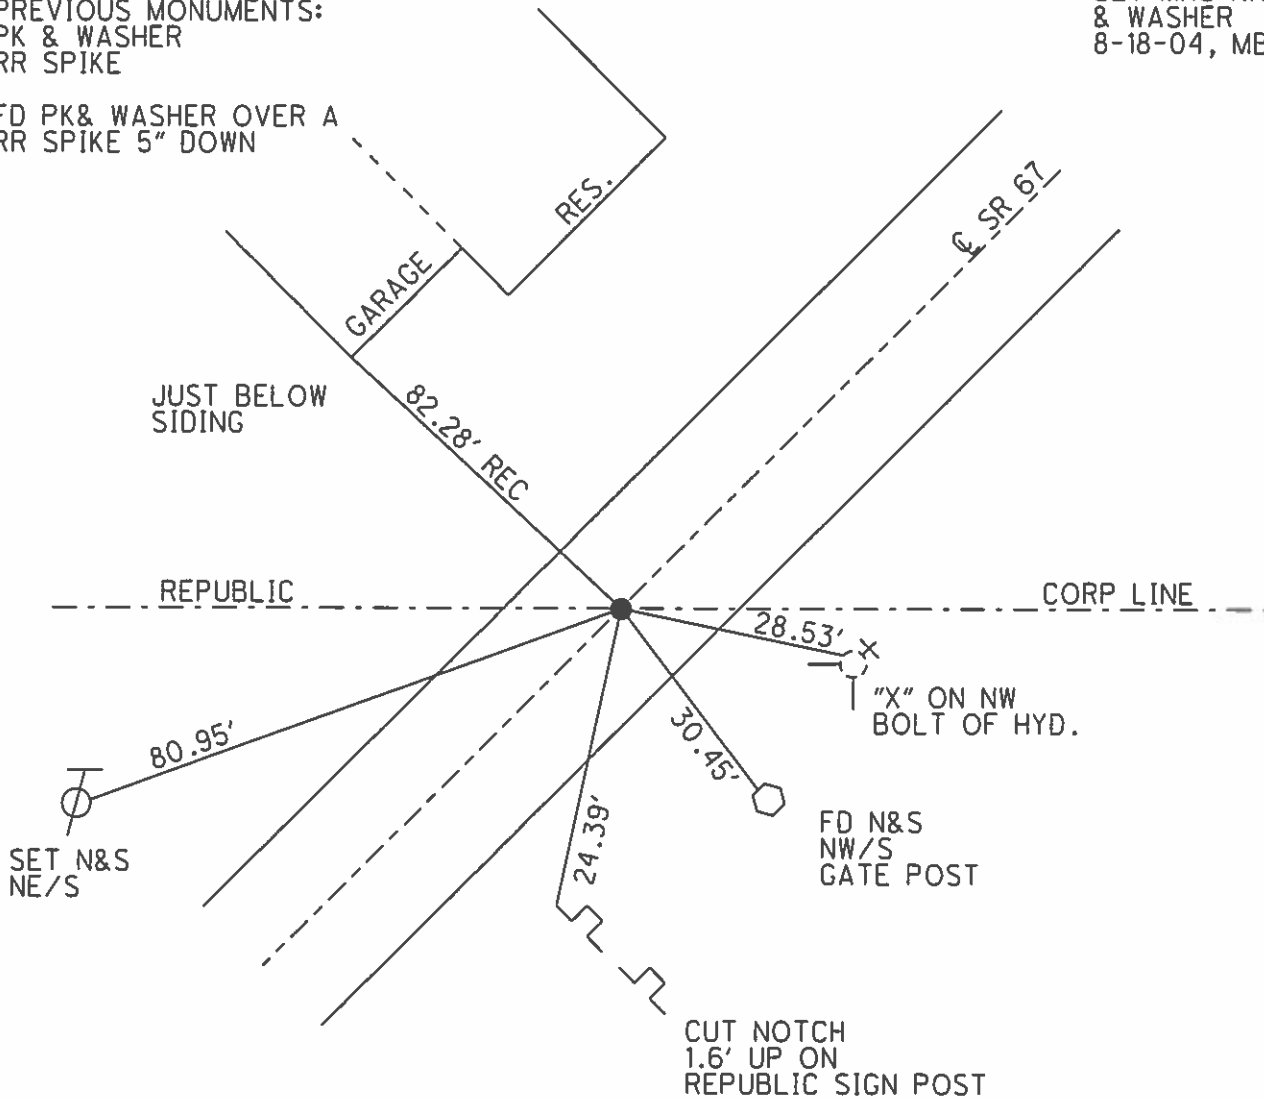 PREVIOUS MONUMENTS:
PK & WASHER
RR SPIKE
FD PK& WASHER OVER A
RR SPIKE 5" DOWN
& WASHER
8-18-04, MB
RES.
℄ SR 67
GARAGE
JUST BELOW
SIDING
82.28' REC
REPUBLIC
CORP LINE
28.53'
X
"X" ON NW
BOLT OF HYD.
80.95'
30.45'
24.39'
SET N&S
NE/S
FD N&S
NW/S
GATE POST
CUT NOTCH
1.6' UP ON
REPUBLIC SIGN POST